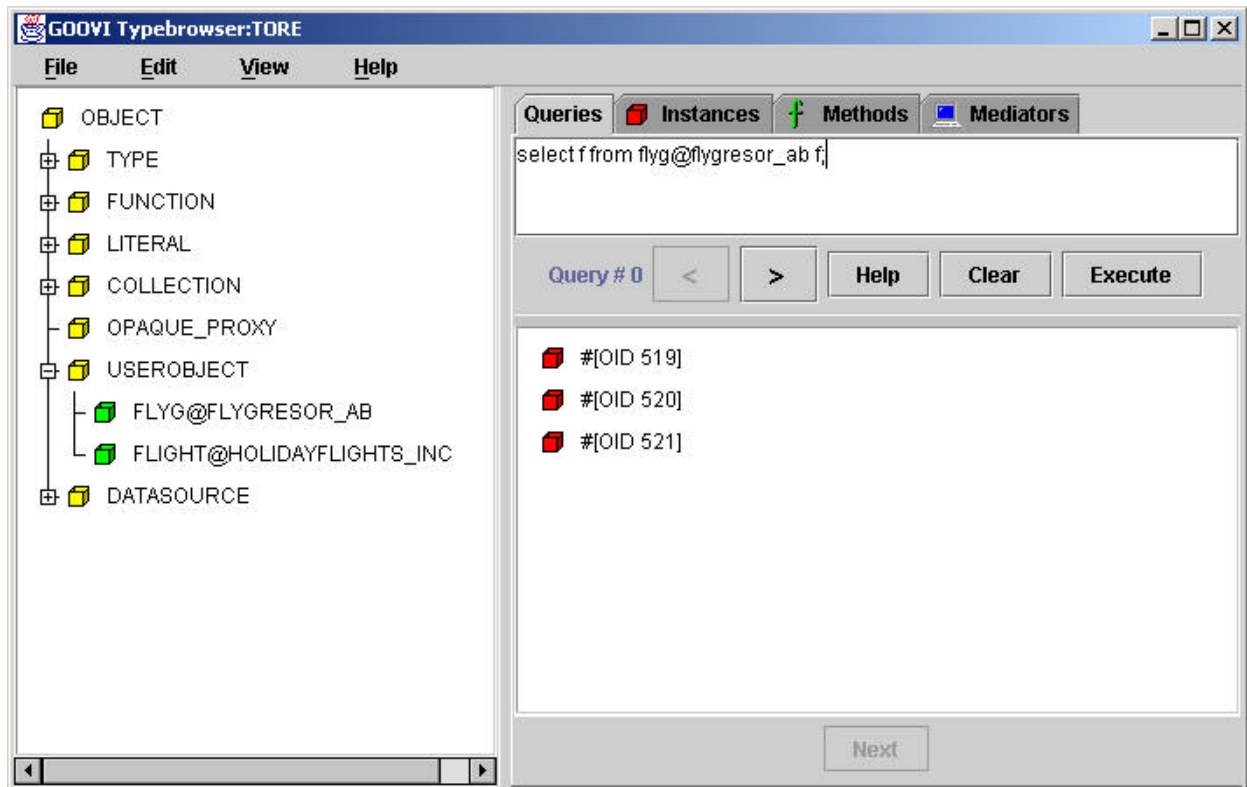 GOOVI Typebrowser:TORE
File Edit View Help
OBJECT
TYPE
FUNCTION
LITERAL
COLLECTION
OPAQUE_PROXY
USEROBJECT
FLYG@FLYGRESOR_AB
FLIGHT@HOLIDAYFLIGHTS_INC
DATASOURCE
Queries Instances Methods Mediators
select f from flyg@flygresor_ab f;
Query # 0 < > Help Clear Execute
#[OID 519]
#[OID 520]
#[OID 521]
Next